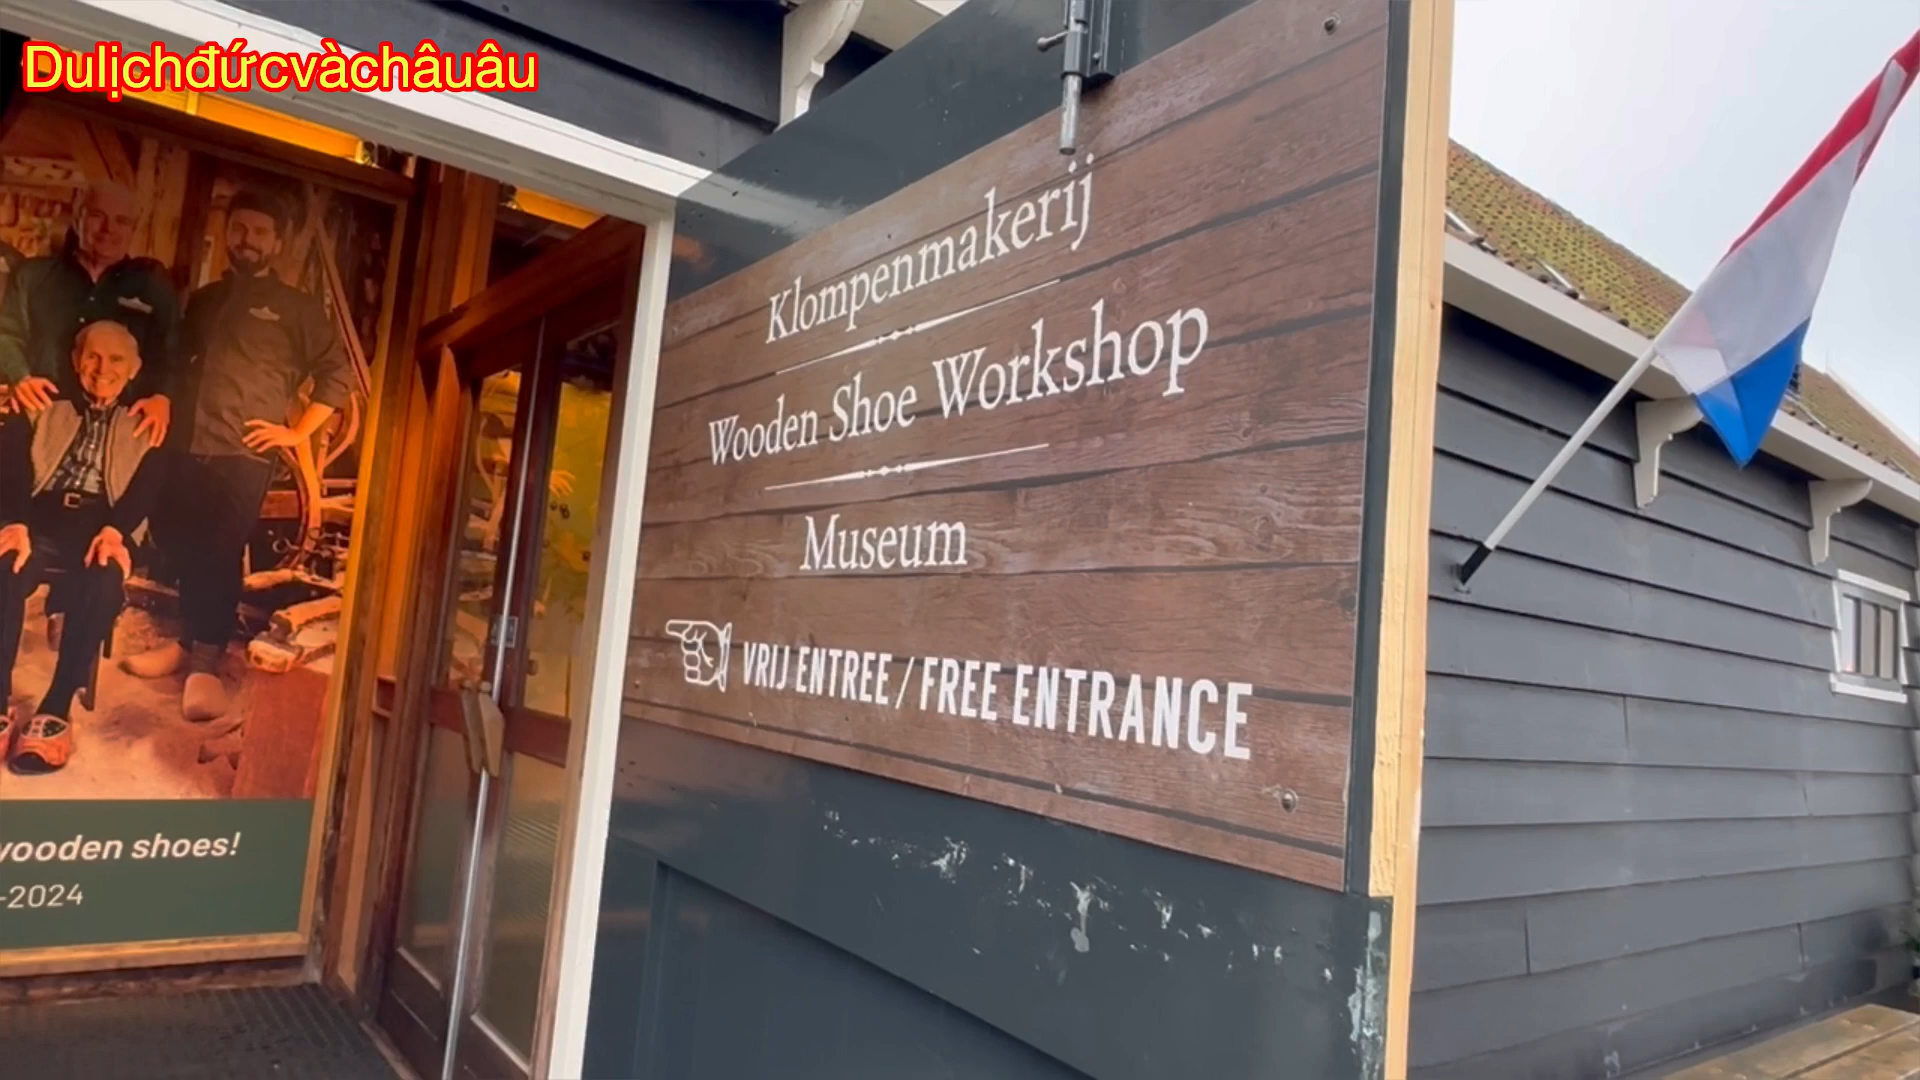 Dulịchđứcvàchâuâu
Klompenmakerij
Wooden Shoe Workshop
Museum
VRIJ ENTREE / FREE ENTRANCE
wooden shoes!
-2024